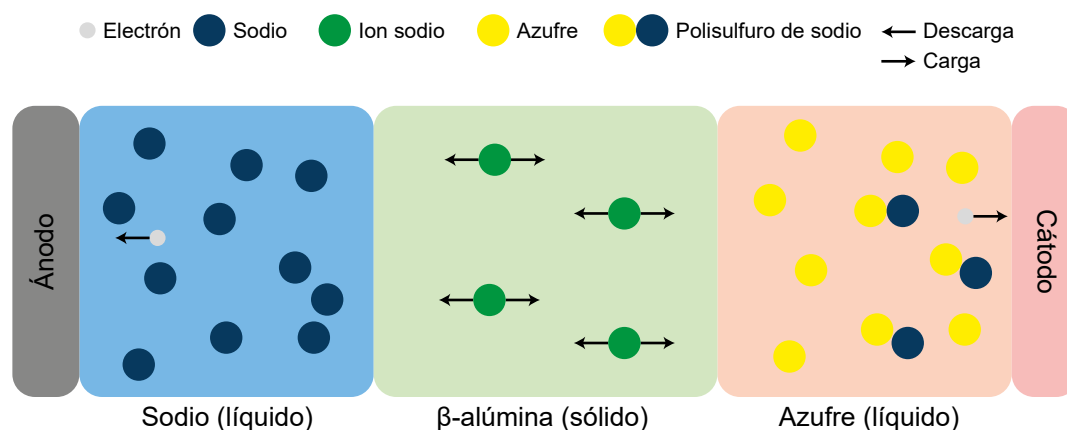 Electrón Sodio Ion sodio Azufre Polisulfuro de sodio Descarga
Carga
Ánodo
Cátodo
Sodio (líquido) β-alúmina (sólido) Azufre (líquido)